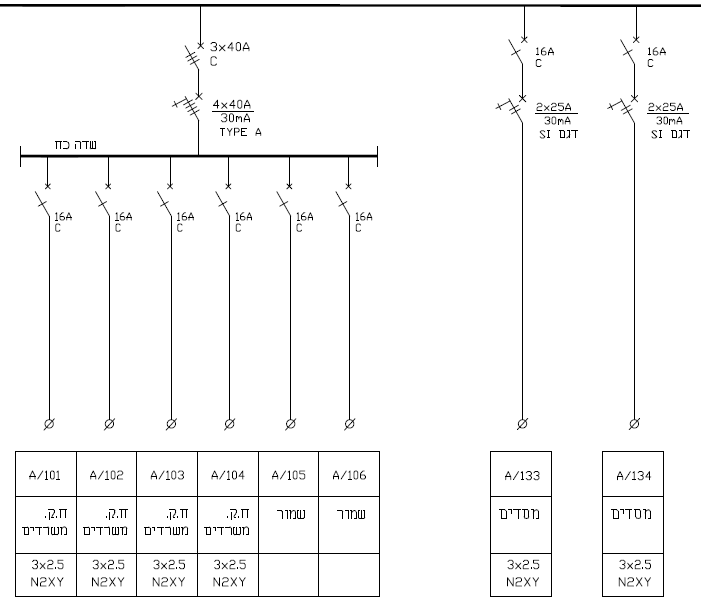 3x40A
C
4x40A
30mA
TYPE A
שדה כח
16A
C
16A
C
16A
C
16A
C
16A
C
16A
C
16A
C
2x25A
30mA
דגם SI
16A
C
2x25A
30mA
דגם SI
A/101
A/102
A/103
A/104
A/105
A/106
A/133
A/134
ח.ק.
משרדים
ח.ק.
משרדים
ח.ק.
משרדים
ח.ק.
משרדים
שמור
שמור
מסדים
מסדים
3x2.5
N2XY
3x2.5
N2XY
3x2.5
N2XY
3x2.5
N2XY
3x2.5
N2XY
3x2.5
N2XY